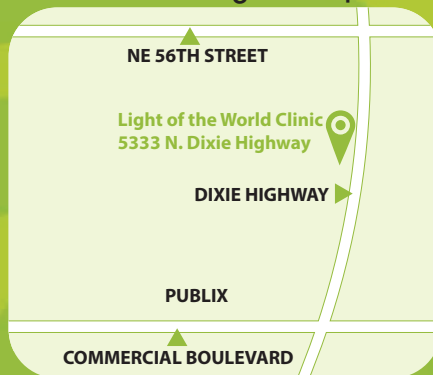 NE 56TH STREET
Light of the World Clinic
5333 N. Dixie Highway
DIXIE HIGHWAY
PUBLIX
COMMERCIAL BOULEVARD